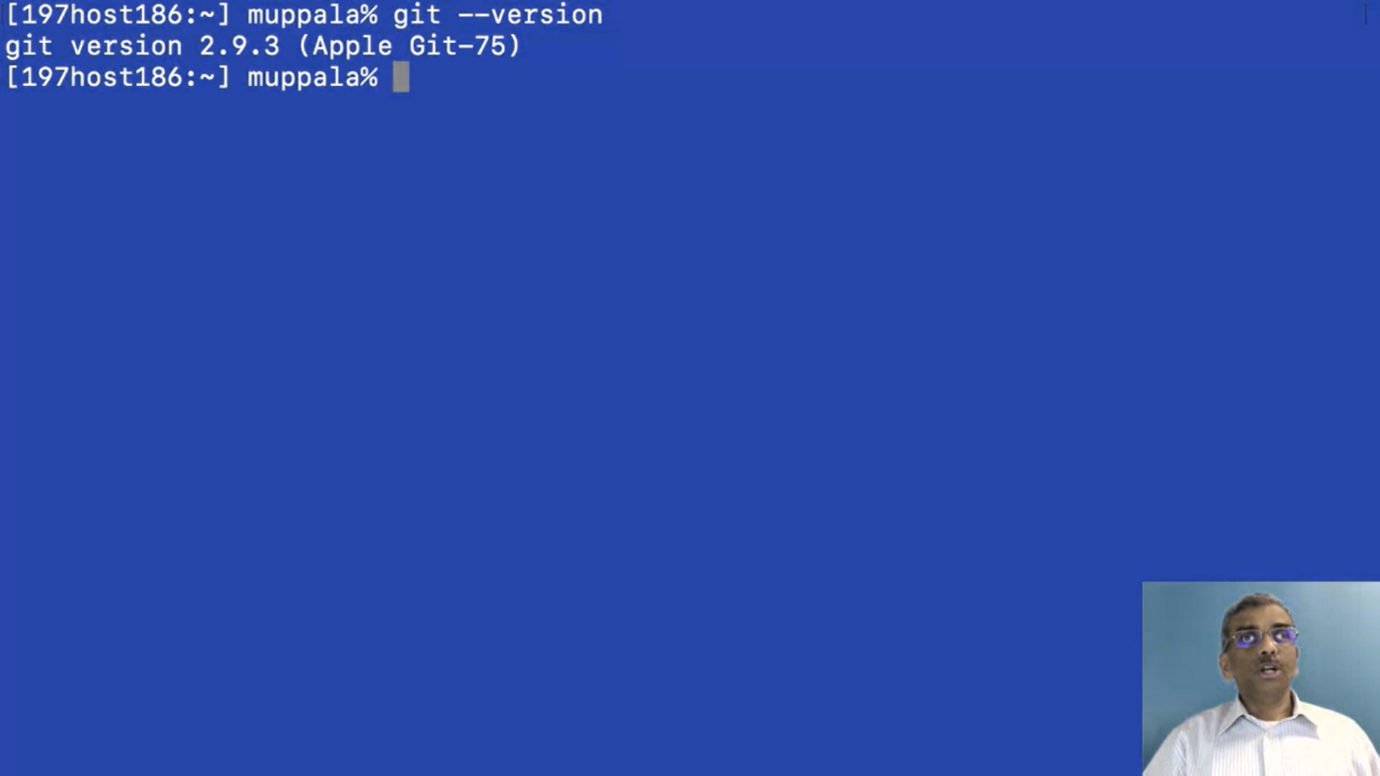 [197host186:~] muppala% git --version
git version 2.9.3 (Apple Git-75)
[197host186:~] muppala%